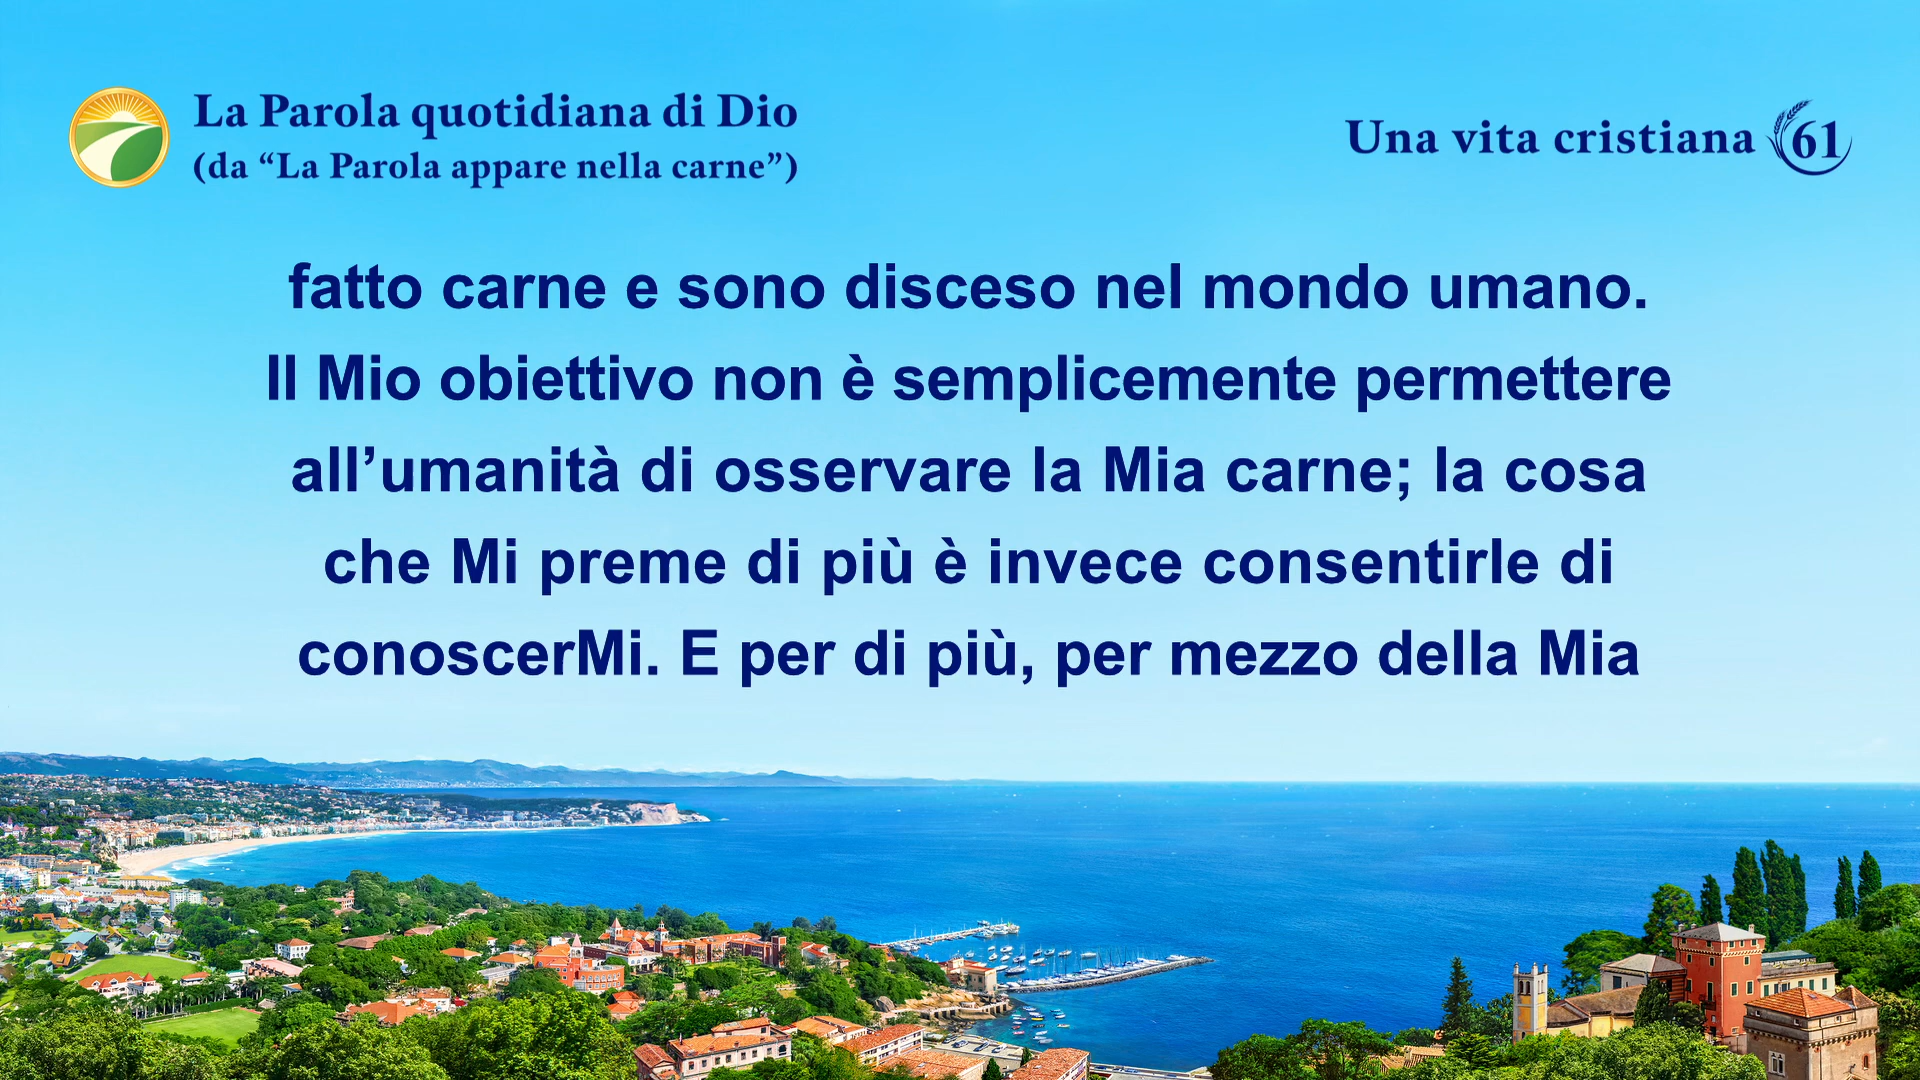 La Parola quotidiana di Dio
(da “La Parola appare nella carne”)
Una vita cristiana 61
fatto carne e sono disceso nel mondo umano.
Il Mio obiettivo non è semplicemente permettere
all’umanità di osservare la Mia carne; la cosa
che Mi preme di più è invece consentirle di
conoscerMi. E per di più, per mezzo della Mia